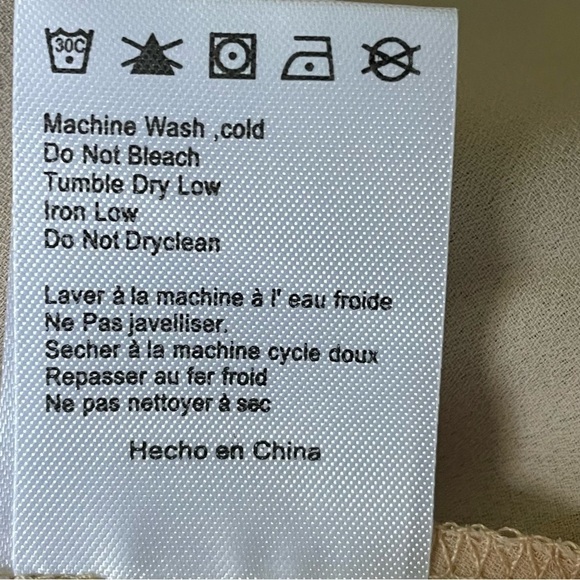 30C
Machine Wash ,cold
Do Not Bleach
Tumble Dry Low
Iron Low
Do Not Dryclean
Laver à la machine à l' eau froide
Ne Pas javelliser.
Secher à la machine cycle doux
Repasser au fer froid
Ne pas nettoyer à sec
Hecho en China